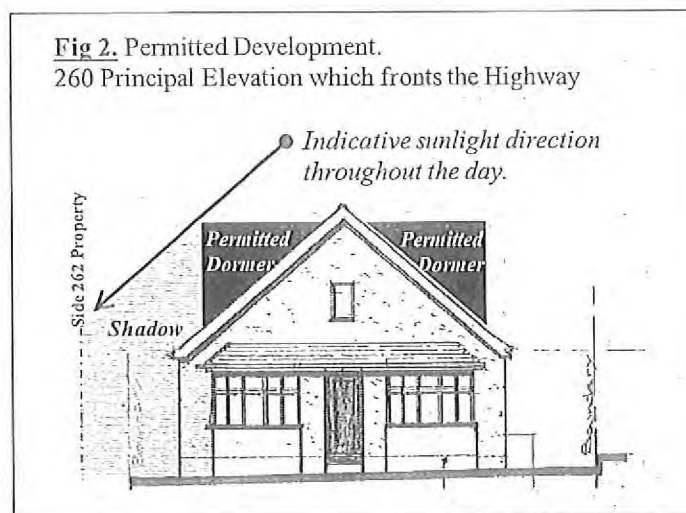 Fig 2. Permitted Development.
260 Principal Elevation which fronts the Highway
Indicative sunlight direction
throughout the day.
Side 262 Property
Permitted
Dormer
Permitted
Dormer
Shadow